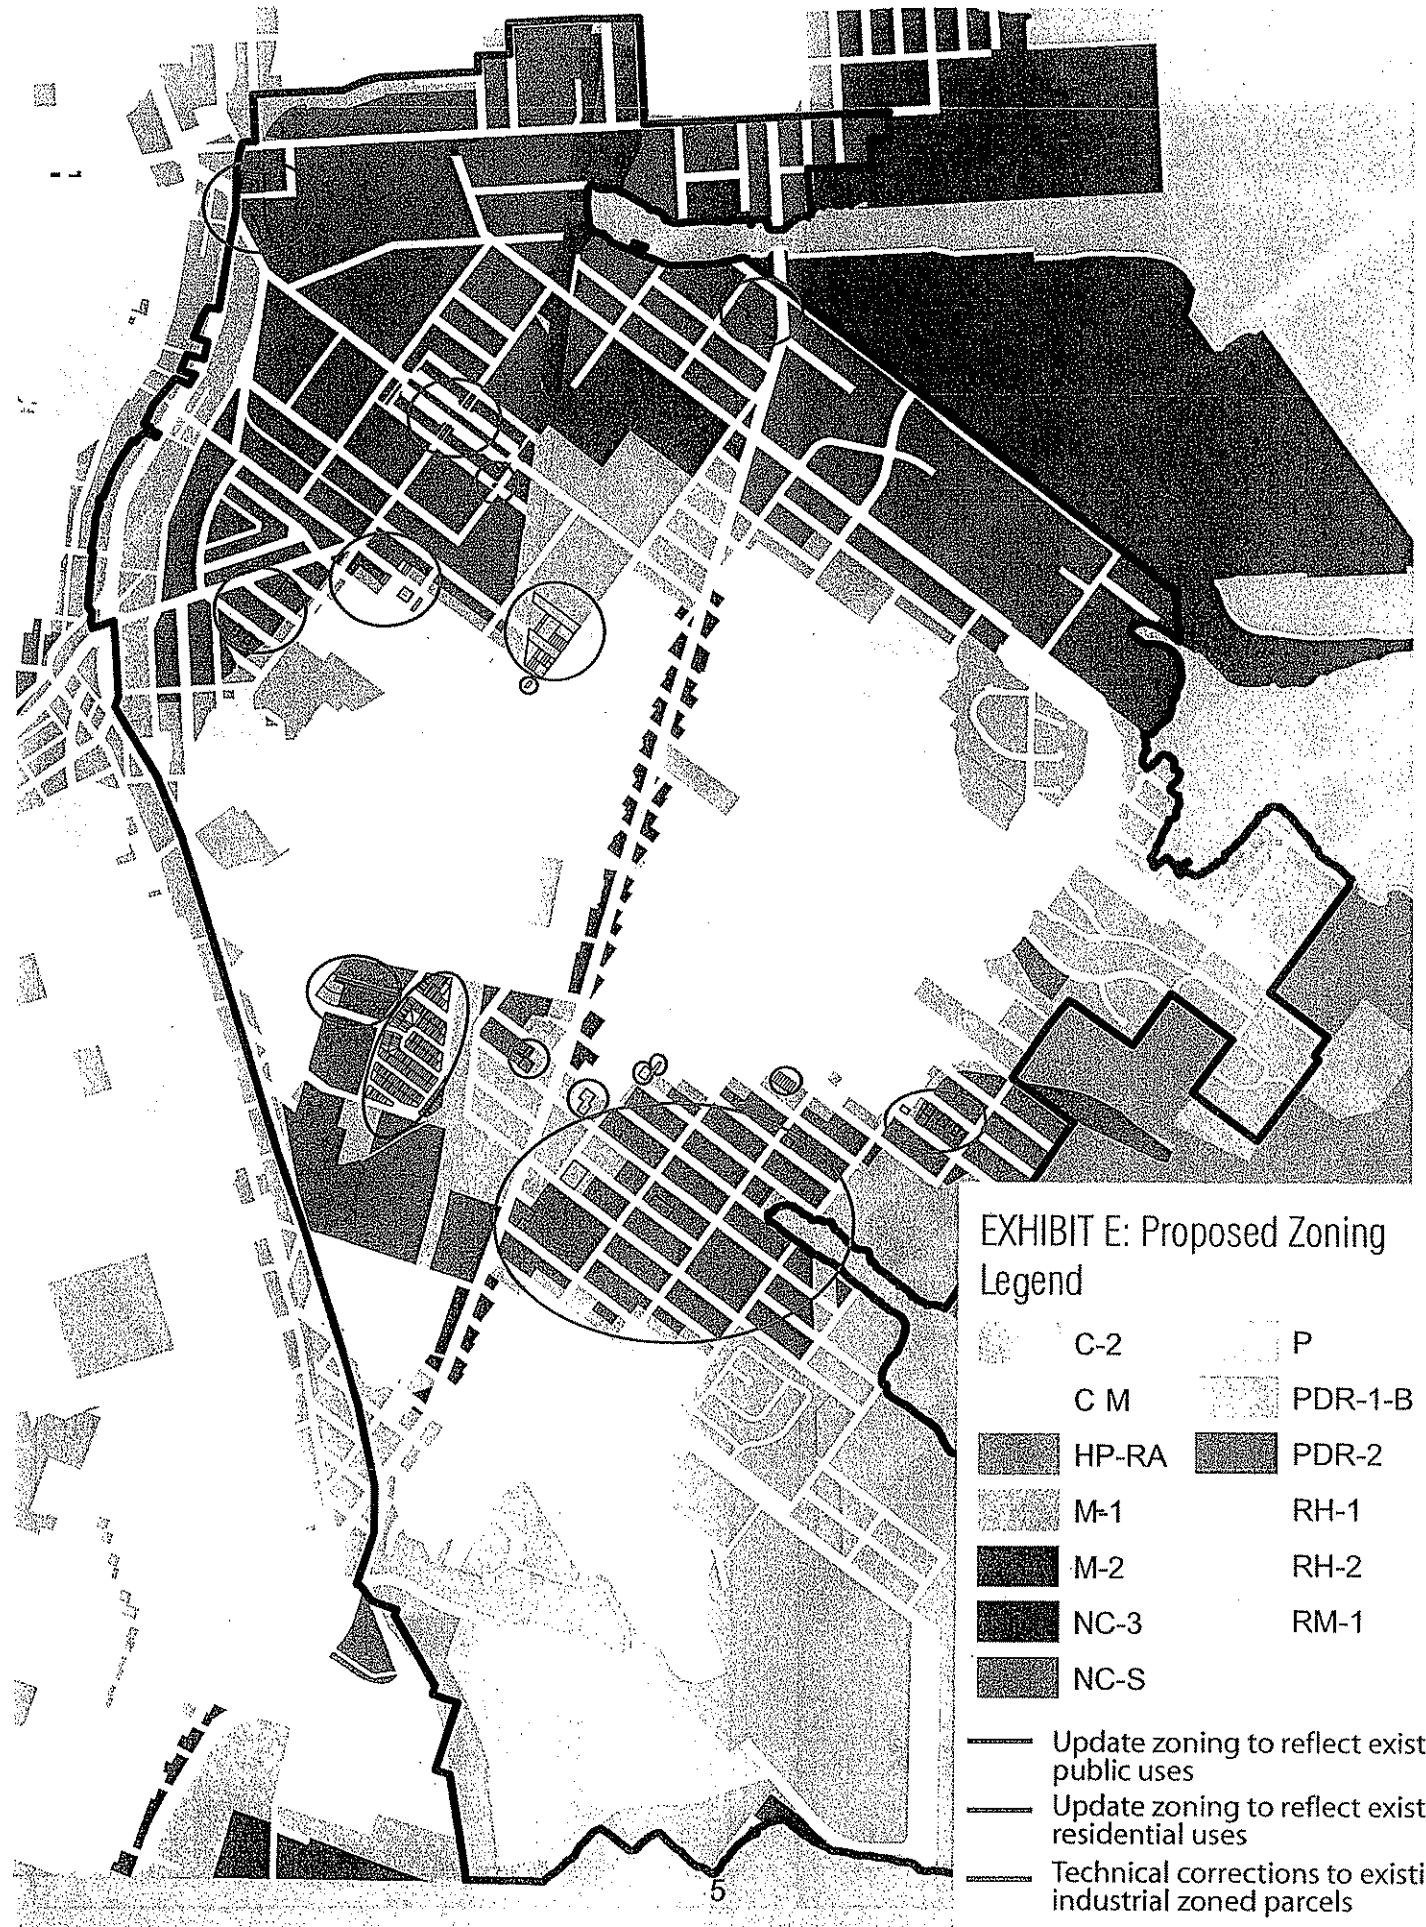 EXHIBIT E: Proposed Zoning
Legend
C-2
P
C M
PDR-1-B
HP-RA
PDR-2
M-1
RH-1
M-2
RH-2
NC-3
RM-1
NC-S
Update zoning to reflect exist
public uses
Update zoning to reflect exist
residential uses
Technical corrections to existi
industrial zoned parcels
5